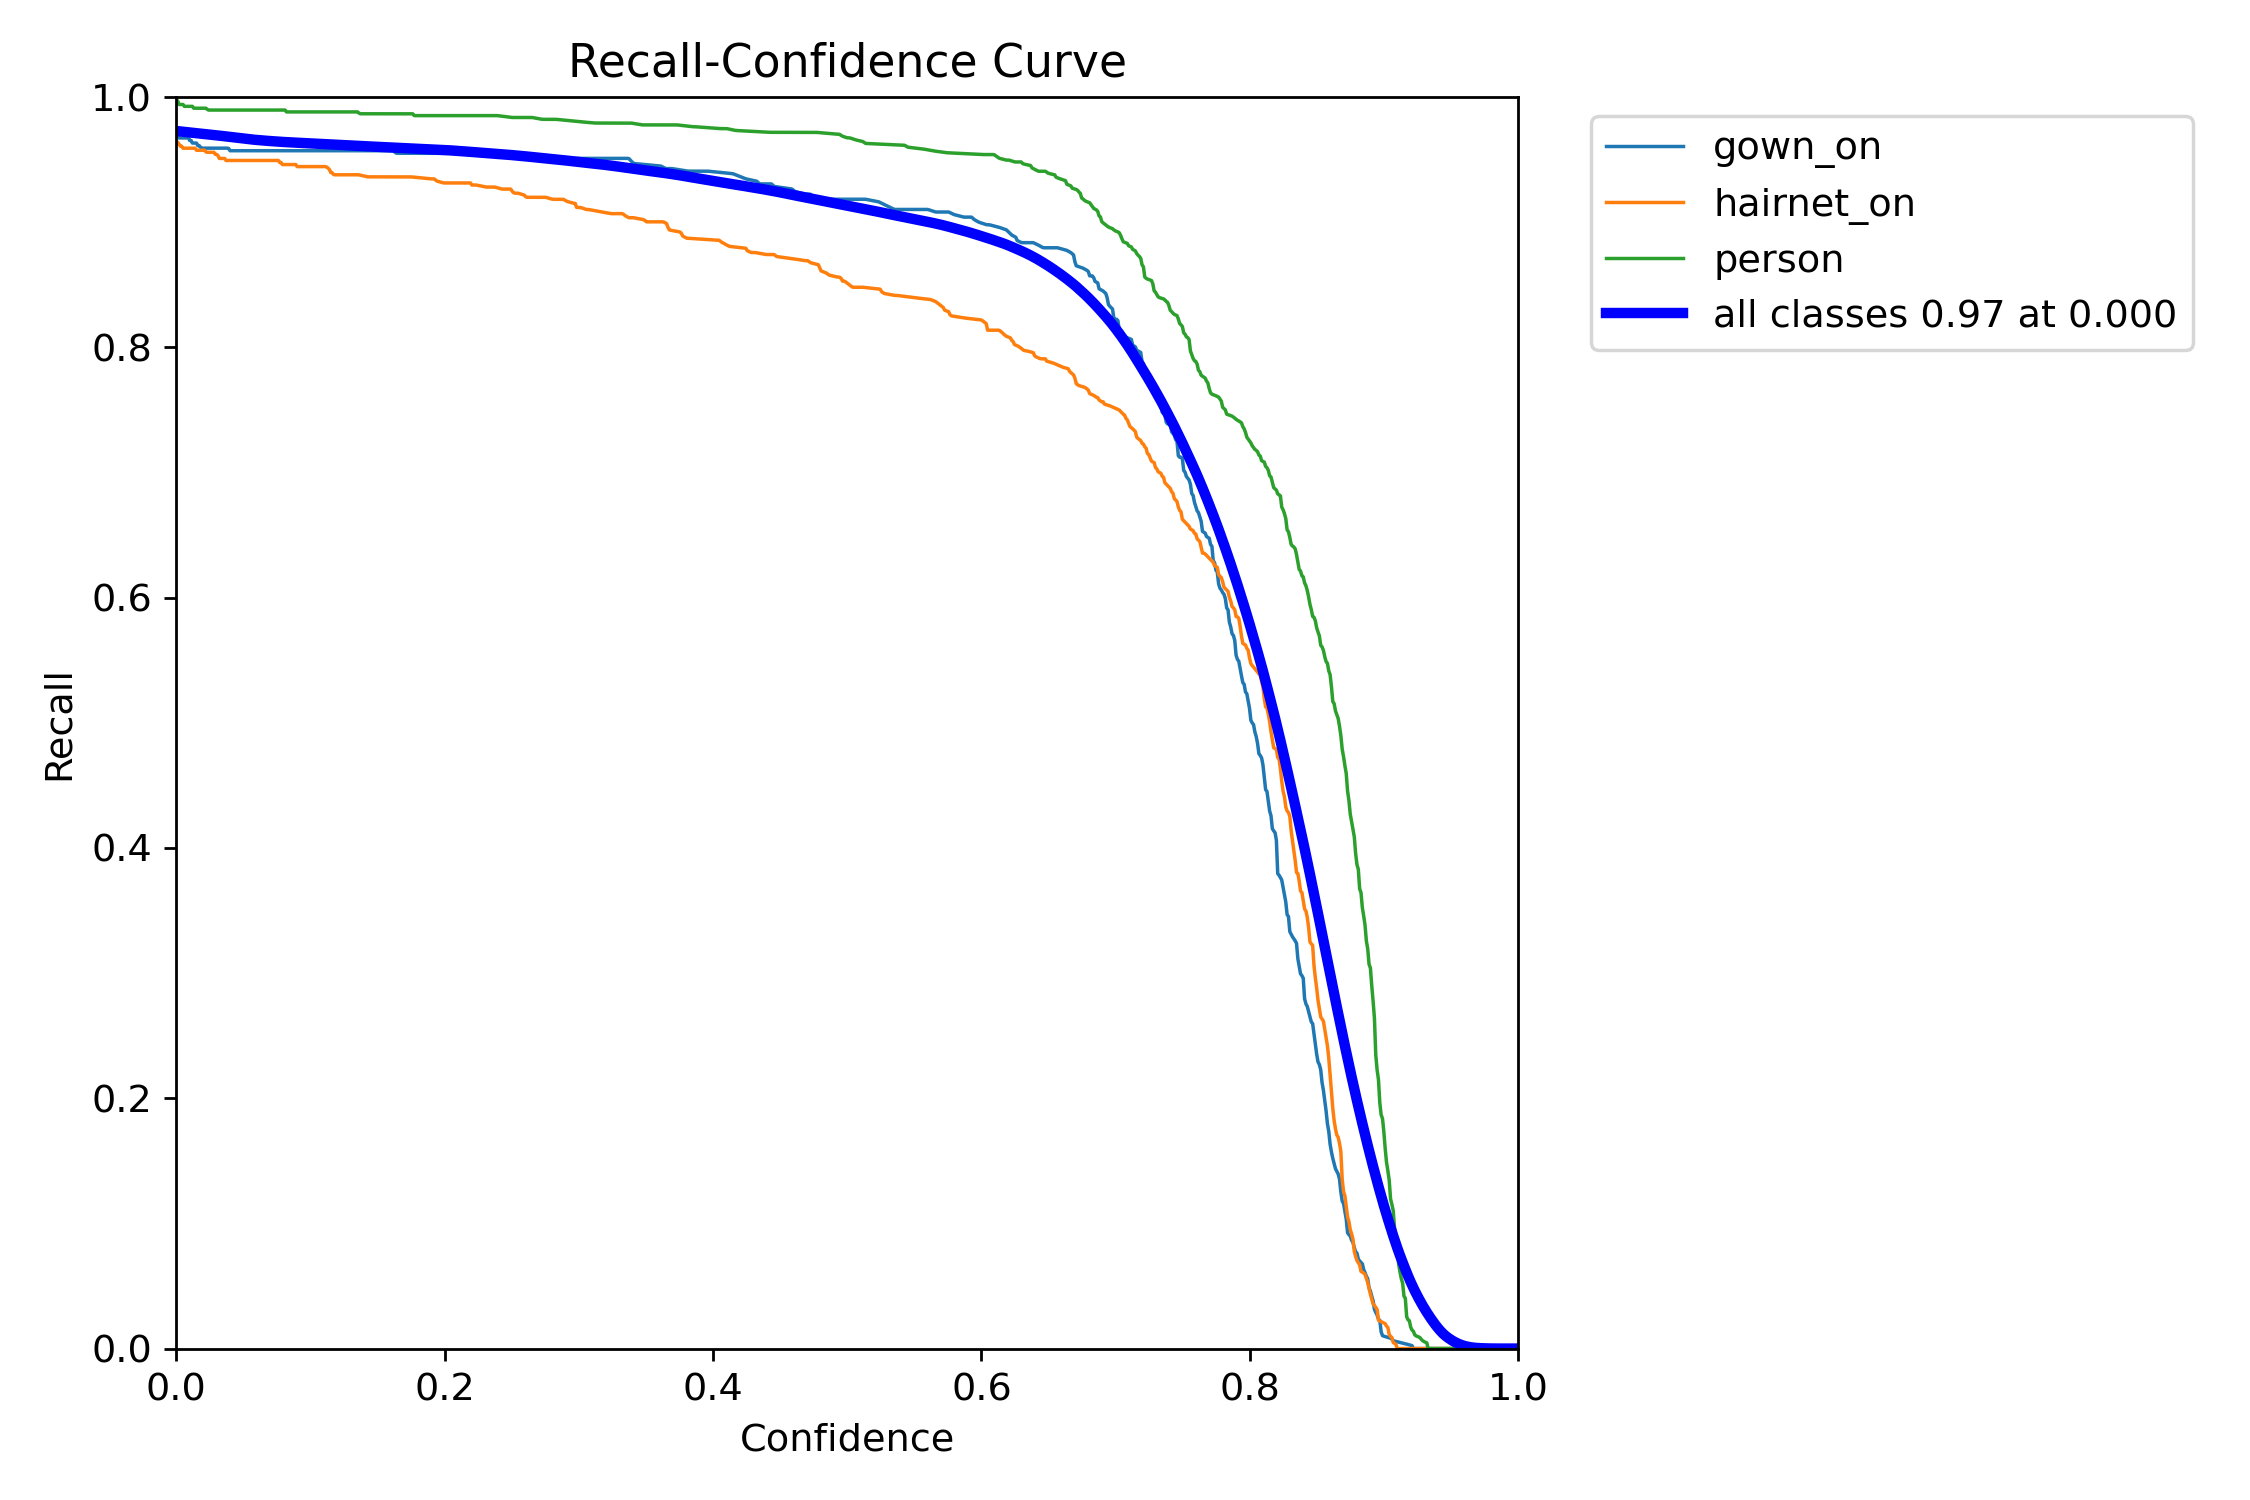 Recall-Confidence Curve
1.0
0.8
0.6
0.4
0.2
0.0
Recall
0.0 0.2 0.4 0.6 0.8 1.0
Confidence
gown_on
hairnet_on
person
all classes 0.97 at 0.000